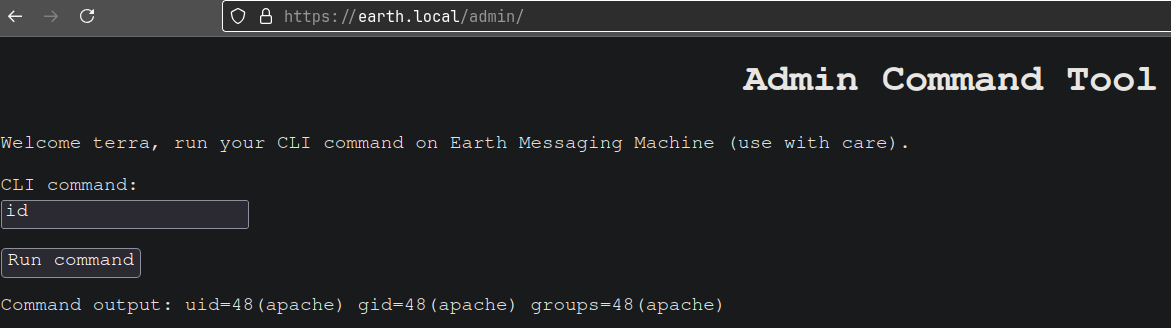 https://earth.local/admin/
Admin Command Tool
Welcome terra, run your CLI command on Earth Messaging Machine (use with care).
CLI command:
id
Run command
Command output: uid=48(apache) gid=48(apache) groups=48(apache)